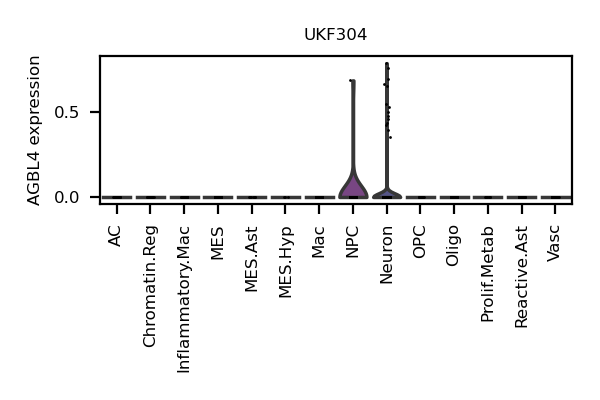 UKF304
AGBL4 expression
0.5
0.0
AC
Chromatin.Reg
Inflammatory.Mac
MES
MES.Ast
MES.Hyp
Mac
NPC
Neuron
OPC
Oligo
Prolif.Metab
Reactive.Ast
Vasc